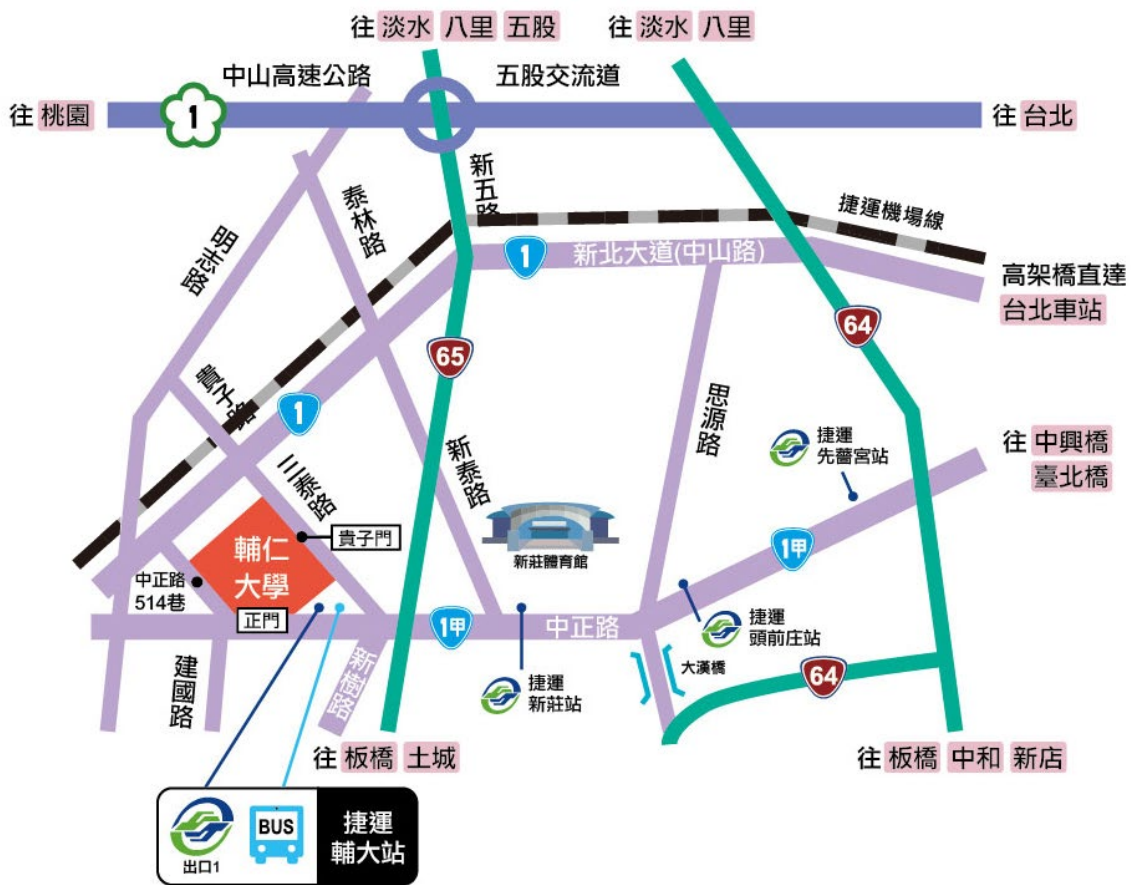 往 淡水 八里 五股
往 淡水 八里
中山高速公路
五股交流道
往 桃園
1
往 台北
新五路
泰林路
明志路
捷運機場線
1
新北大道(中山路)
高架橋直達
台北車站
64
65
貴子路
1
思源路
新泰路
三泰路
捷運
先嗇宮站
往 中興橋
臺北橋
輔仁
大學
貴子門
新莊體育館
1甲
中正路
514巷
正門
1甲
中正路
捷運
頭前庄站
建國路
新樹路
捷運
新莊站
大漢橋
64
往 板橋 土城
往 板橋 中和 新店
BUS
出口1
捷運
輔大站